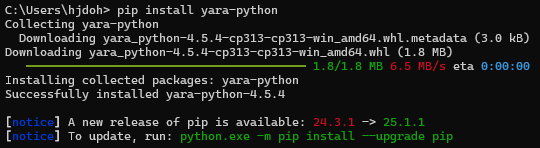 C:\Users\hjdoh> pip install yara-python
Collecting yara-python
  Downloading yara_python-4.5.4-cp313-cp313-win_amd64.whl.metadata (3.0 kB)
Downloading yara_python-4.5.4-cp313-cp313-win_amd64.whl (1.8 MB)
1.8/1.8 MB 6.5 MB/s eta 0:00:00
Installing collected packages: yara-python
Successfully installed yara-python-4.5.4
[notice] A new release of pip is available: 24.3.1 -> 25.1.1
[notice] To update, run: python.exe -m pip install --upgrade pip